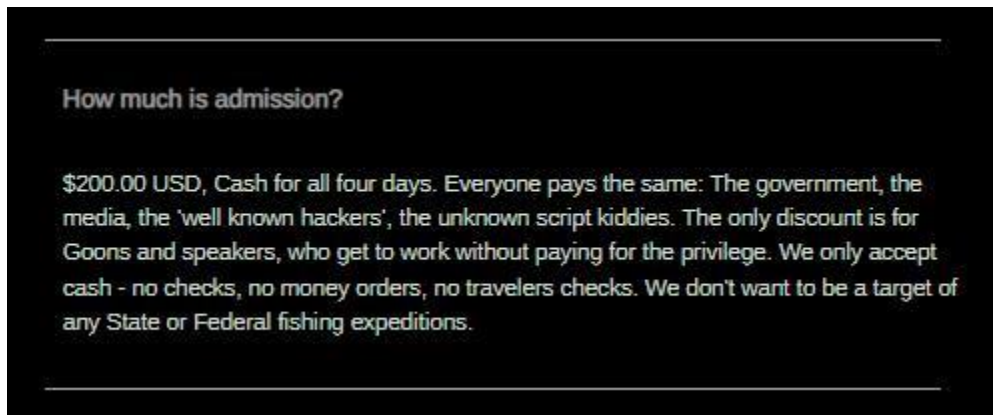 How much is admission?
$200.00 USD, Cash for all four days. Everyone pays the same: The government, the
media, the 'well known hackers', the unknown script kiddies. The only discount is for
Goons and speakers, who get to work without paying for the privilege. We only accept
cash - no checks, no money orders, no travelers checks. We don't want to be a target of
any State or Federal fishing expeditions.